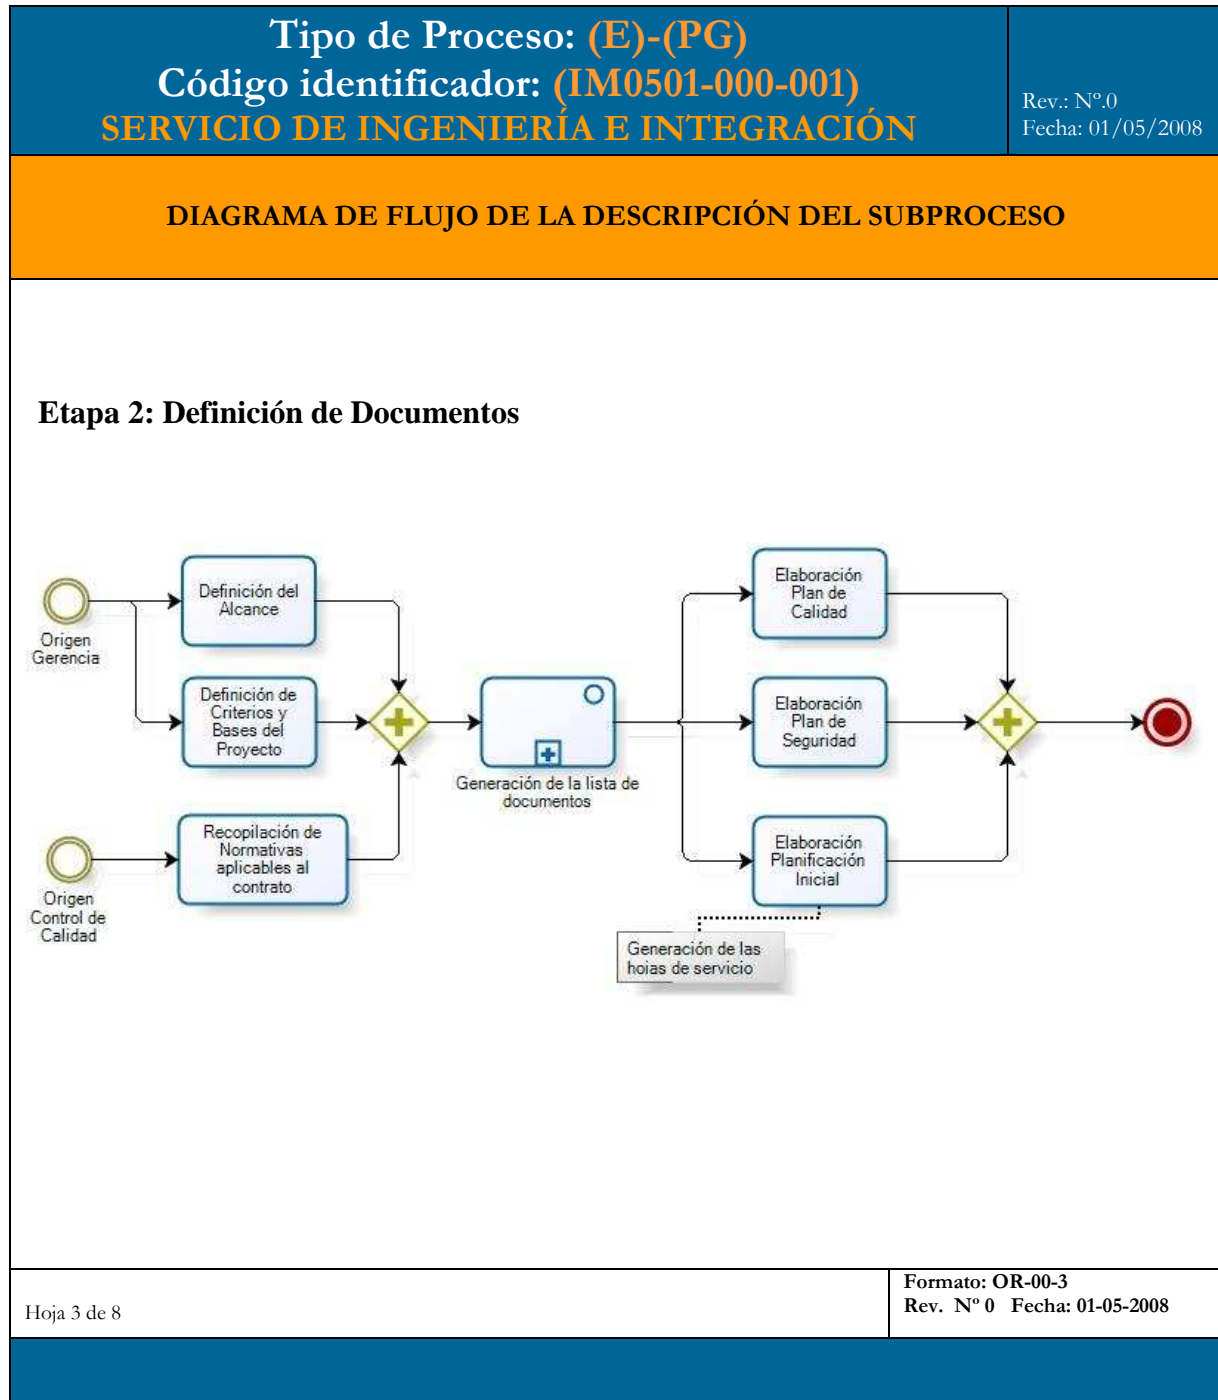 Tipo de Proceso: (E)-(PG)
Código identificador: (IM0501-000-001)
SERVICIO DE INGENIERÍA E INTEGRACIÓN
Rev.: Nº.0
Fecha: 01/05/2008
DIAGRAMA DE FLUJO DE LA DESCRIPCIÓN DEL SUBPROCESO
Etapa 2: Definición de Documentos
Origen
Gerencia
Definición del
Alcance
Definición de
Criterios y
Bases del
Proyecto
Origen
Control de
Calidad
Recopilación de
Normativas
aplicables al
contrato
Generación de la lista de
documentos
Elaboración
Plan de
Calidad
Elaboración
Plan de
Seguridad
Elaboración
Planificación
Inicial
Generación de las
hojas de servicio
Hoja 3 de 8
Formato: OR-00-3
Rev. Nº 0 Fecha: 01-05-2008